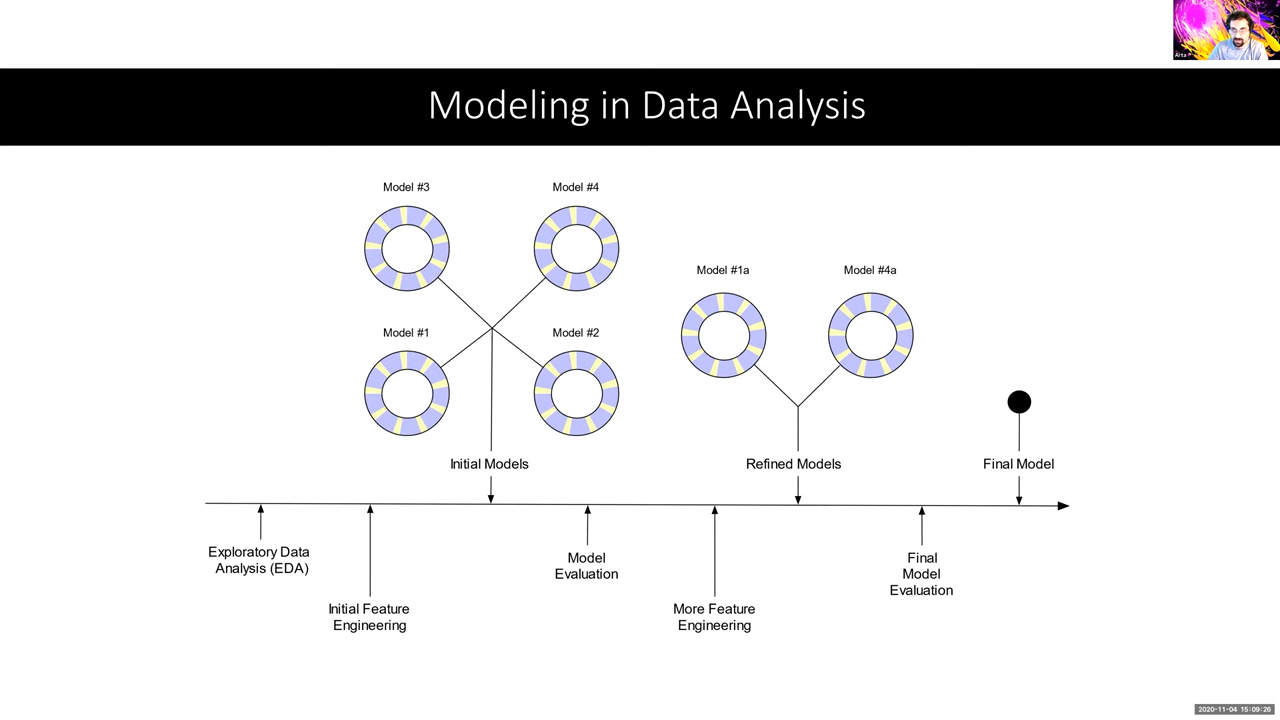 Arta
Modeling in Data Analysis
Model #3
Model #4
Model #1a
Model #4a
Model #1
Model #2
Initial Models
Refined Models
Final Model
Exploratory Data
Analysis (EDA)
Model
Evaluation
Final
Model
Evaluation
Initial Feature
Engineering
More Feature
Engineering
2020-11-04 15:09:26